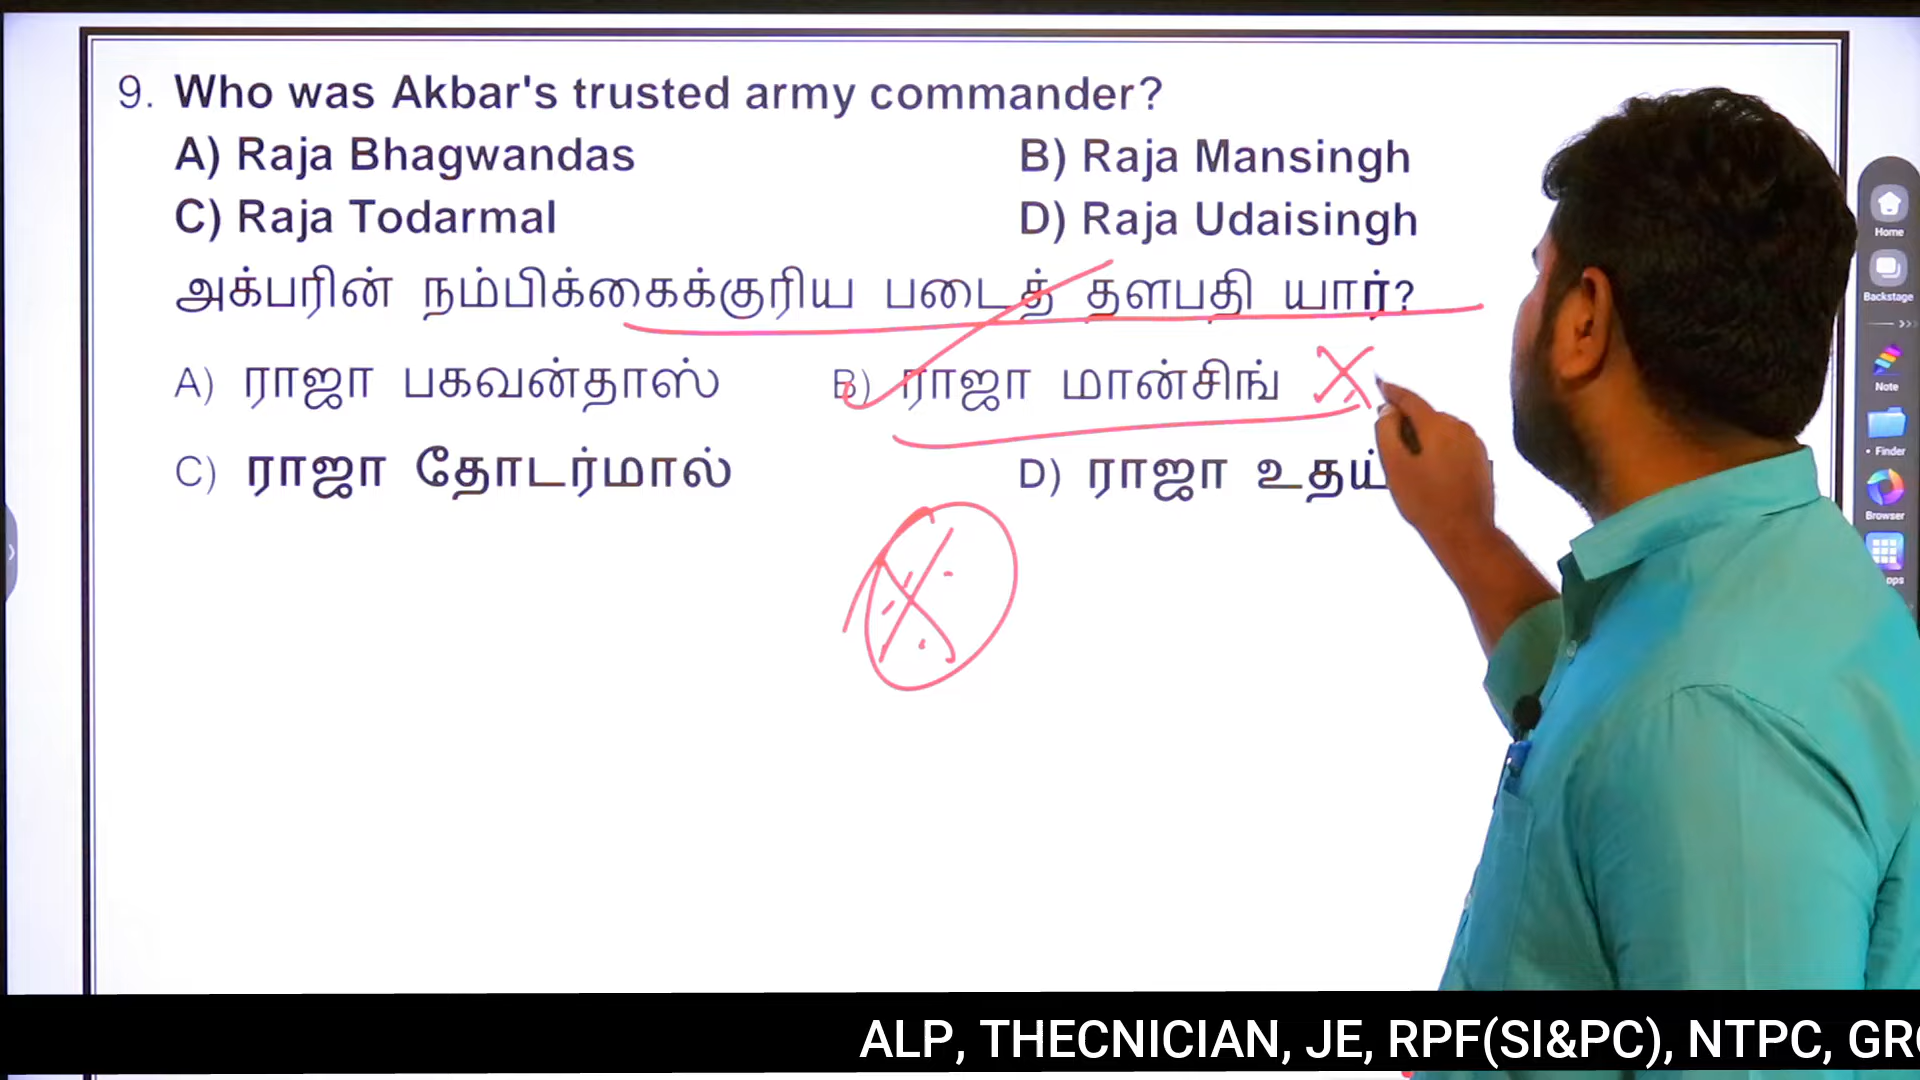 9. Who was Akbar's trusted army commander?
A) Raja Bhagwandas B) Raja Mansingh
C) Raja Todarmal D) Raja Udaisingh
அக்பரின் நம்பிக்கைக்குரிய படைத் தளபதி யார்?
A) ராஜா பகவன்தாஸ் B) ராஜா மான்சிங்
C) ராஜா தோடர்மால் D) ராஜா உதய்
Home
Backstage
Note
Finder
Browser
ALP, THECNICIAN, JE, RPF(SI&PC), NTPC,